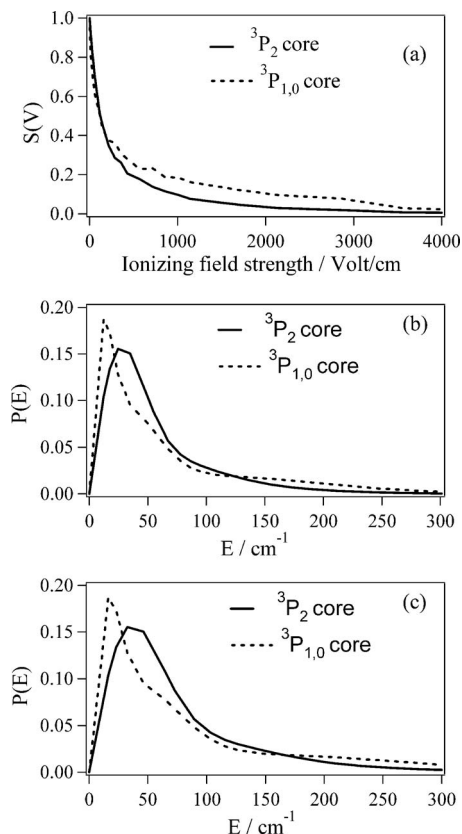 1.0
0.8
0.6
0.4
0.2
0.0
S(V)
³P₂ core
³P₁,₀ core
(a)
0 1000 2000 3000 4000
Ionizing field strength / Volt/cm
0.20
0.15
0.10
0.05
0.00
P(E)
³P₂ core
³P₁,₀ core
(b)
0 50 100 150 200 250 300
E / cm⁻¹
0.20
0.15
0.10
0.05
0.00
P(E)
³P₂ core
³P₁,₀ core
(c)
0 50 100 150 200 250 300
E / cm⁻¹